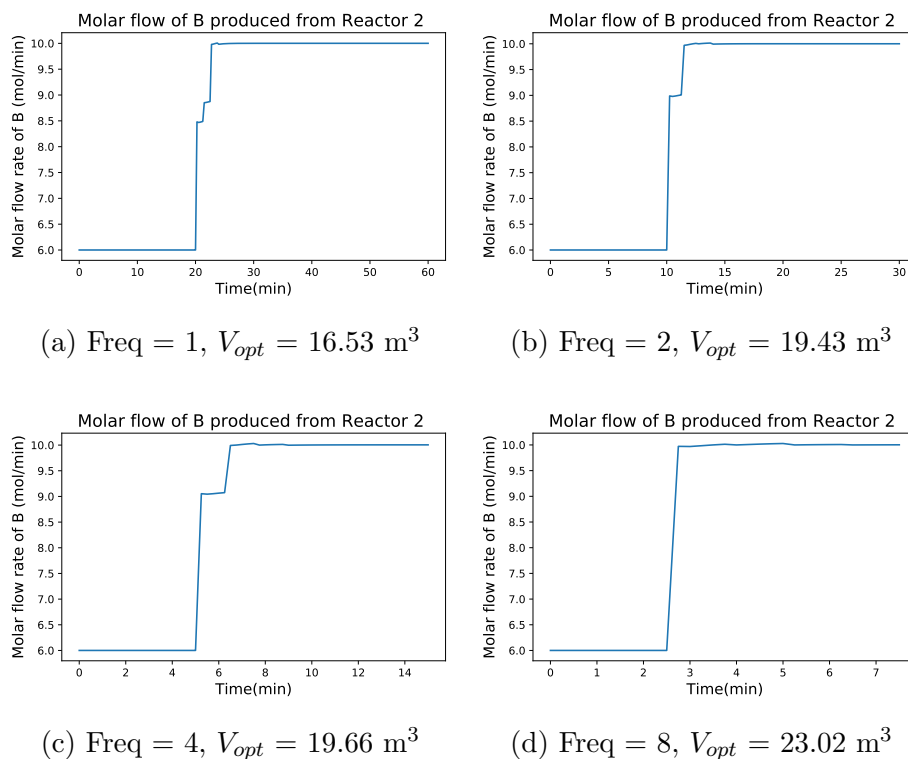 Molar flow of B produced from Reactor 2
Molar flow rate of B (mol/min)
10.0
9.5
9.0
8.5
8.0
7.5
7.0
6.5
6.0
0 10 20 30 40 50 60
Time(min)
(a) Freq = 1, V_opt = 16.53 m³
Molar flow of B produced from Reactor 2
Molar flow rate of B (mol/min)
10.0
9.5
9.0
8.5
8.0
7.5
7.0
6.5
6.0
0 5 10 15 20 25 30
Time(min)
(b) Freq = 2, V_opt = 19.43 m³
Molar flow of B produced from Reactor 2
Molar flow rate of B (mol/min)
10.0
9.5
9.0
8.5
8.0
7.5
7.0
6.5
6.0
0 2 4 6 8 10 12 14
Time(min)
(c) Freq = 4, V_opt = 19.66 m³
Molar flow of B produced from Reactor 2
Molar flow rate of B (mol/min)
10.0
9.5
9.0
8.5
8.0
7.5
7.0
6.5
6.0
0 1 2 3 4 5 6 7
Time(min)
(d) Freq = 8, V_opt = 23.02 m³